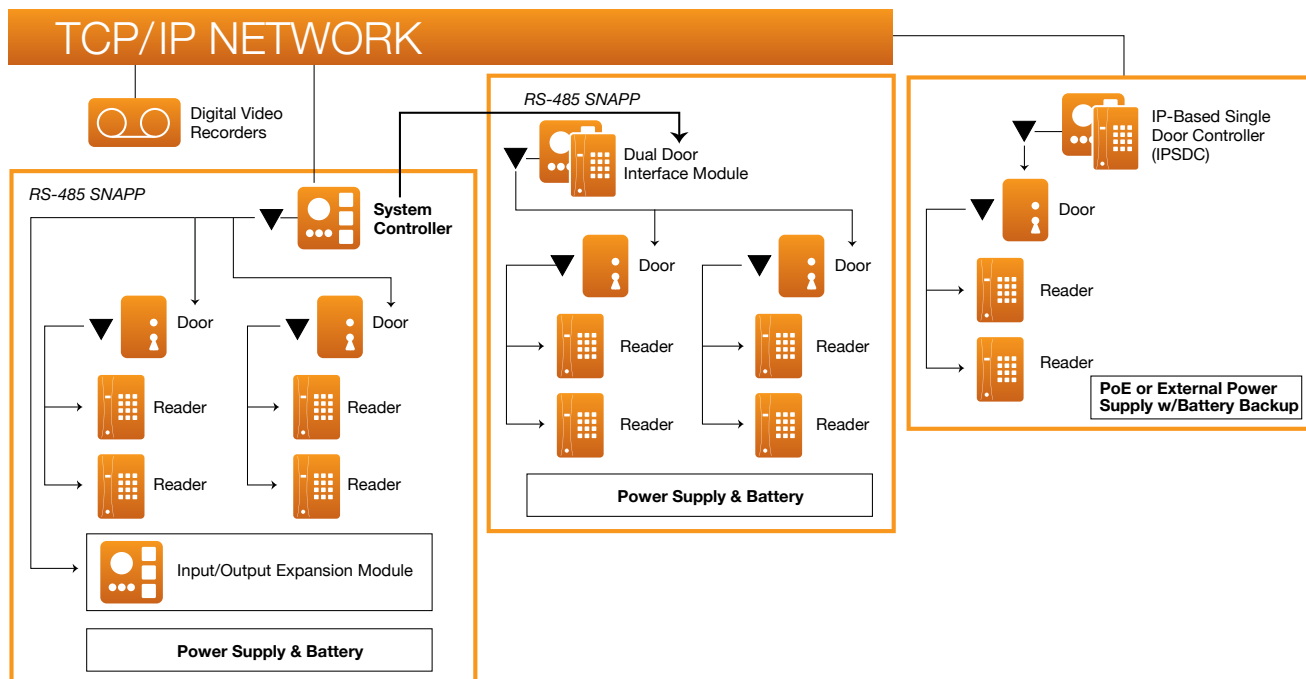 TCP/IP NETWORK
Digital Video
Recorders
RS-485 SNAPP
System
Controller
Door
Door
Reader
Reader
Reader
Reader
Input/Output Expansion Module
Power Supply & Battery
RS-485 SNAPP
Dual Door
Interface Module
Door
Door
Reader
Reader
Reader
Reader
Power Supply & Battery
IP-Based Single
Door Controller
(IPSDC)
Door
Reader
Reader
PoE or External Power
Supply w/Battery Backup